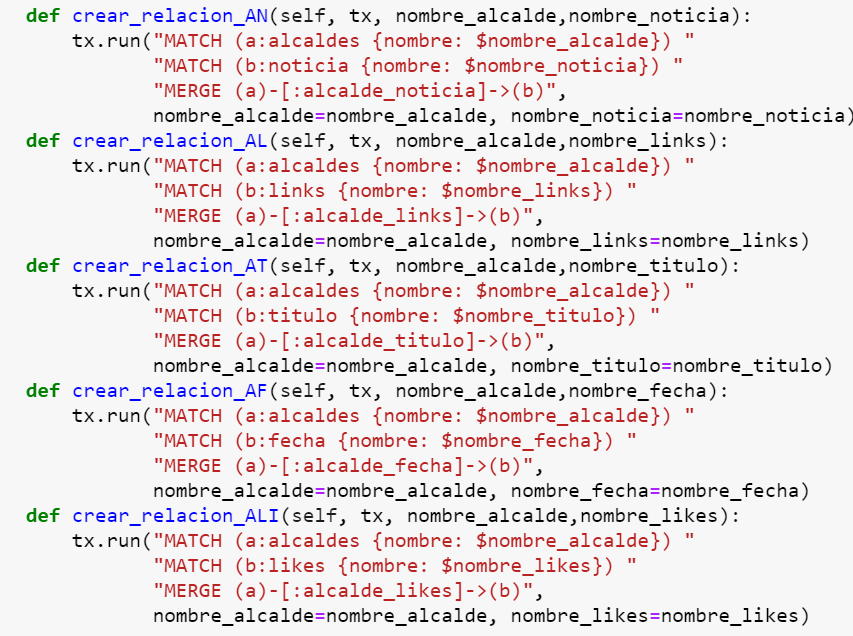 def crear_relacion_AN(self, tx, nombre_alcalde,nombre_noticia):
tx.run("MATCH (a:alcaldes {nombre: $nombre_alcalde}) "
"MATCH (b:noticia {nombre: $nombre_noticia}) "
"MERGE (a)-[:alcalde_noticia]->(b)",
nombre_alcalde=nombre_alcalde, nombre_noticia=nombre_noticia)
def crear_relacion_AL(self, tx, nombre_alcalde,nombre_links):
tx.run("MATCH (a:alcaldes {nombre: $nombre_alcalde}) "
"MATCH (b:links {nombre: $nombre_links}) "
"MERGE (a)-[:alcalde_links]->(b)",
nombre_alcalde=nombre_alcalde, nombre_links=nombre_links)
def crear_relacion_AT(self, tx, nombre_alcalde,nombre_titulo):
tx.run("MATCH (a:alcaldes {nombre: $nombre_alcalde}) "
"MATCH (b:titulo {nombre: $nombre_titulo}) "
"MERGE (a)-[:alcalde_titulo]->(b)",
nombre_alcalde=nombre_alcalde, nombre_titulo=nombre_titulo)
def crear_relacion_AF(self, tx, nombre_alcalde,nombre_fecha):
tx.run("MATCH (a:alcaldes {nombre: $nombre_alcalde}) "
"MATCH (b:fecha {nombre: $nombre_fecha}) "
"MERGE (a)-[:alcalde_fecha]->(b)",
nombre_alcalde=nombre_alcalde, nombre_fecha=nombre_fecha)
def crear_relacion_ALI(self, tx, nombre_alcalde,nombre_likes):
tx.run("MATCH (a:alcaldes {nombre: $nombre_alcalde}) "
"MATCH (b:likes {nombre: $nombre_likes}) "
"MERGE (a)-[:alcalde_likes]->(b)",
nombre_alcalde=nombre_alcalde, nombre_likes=nombre_likes)